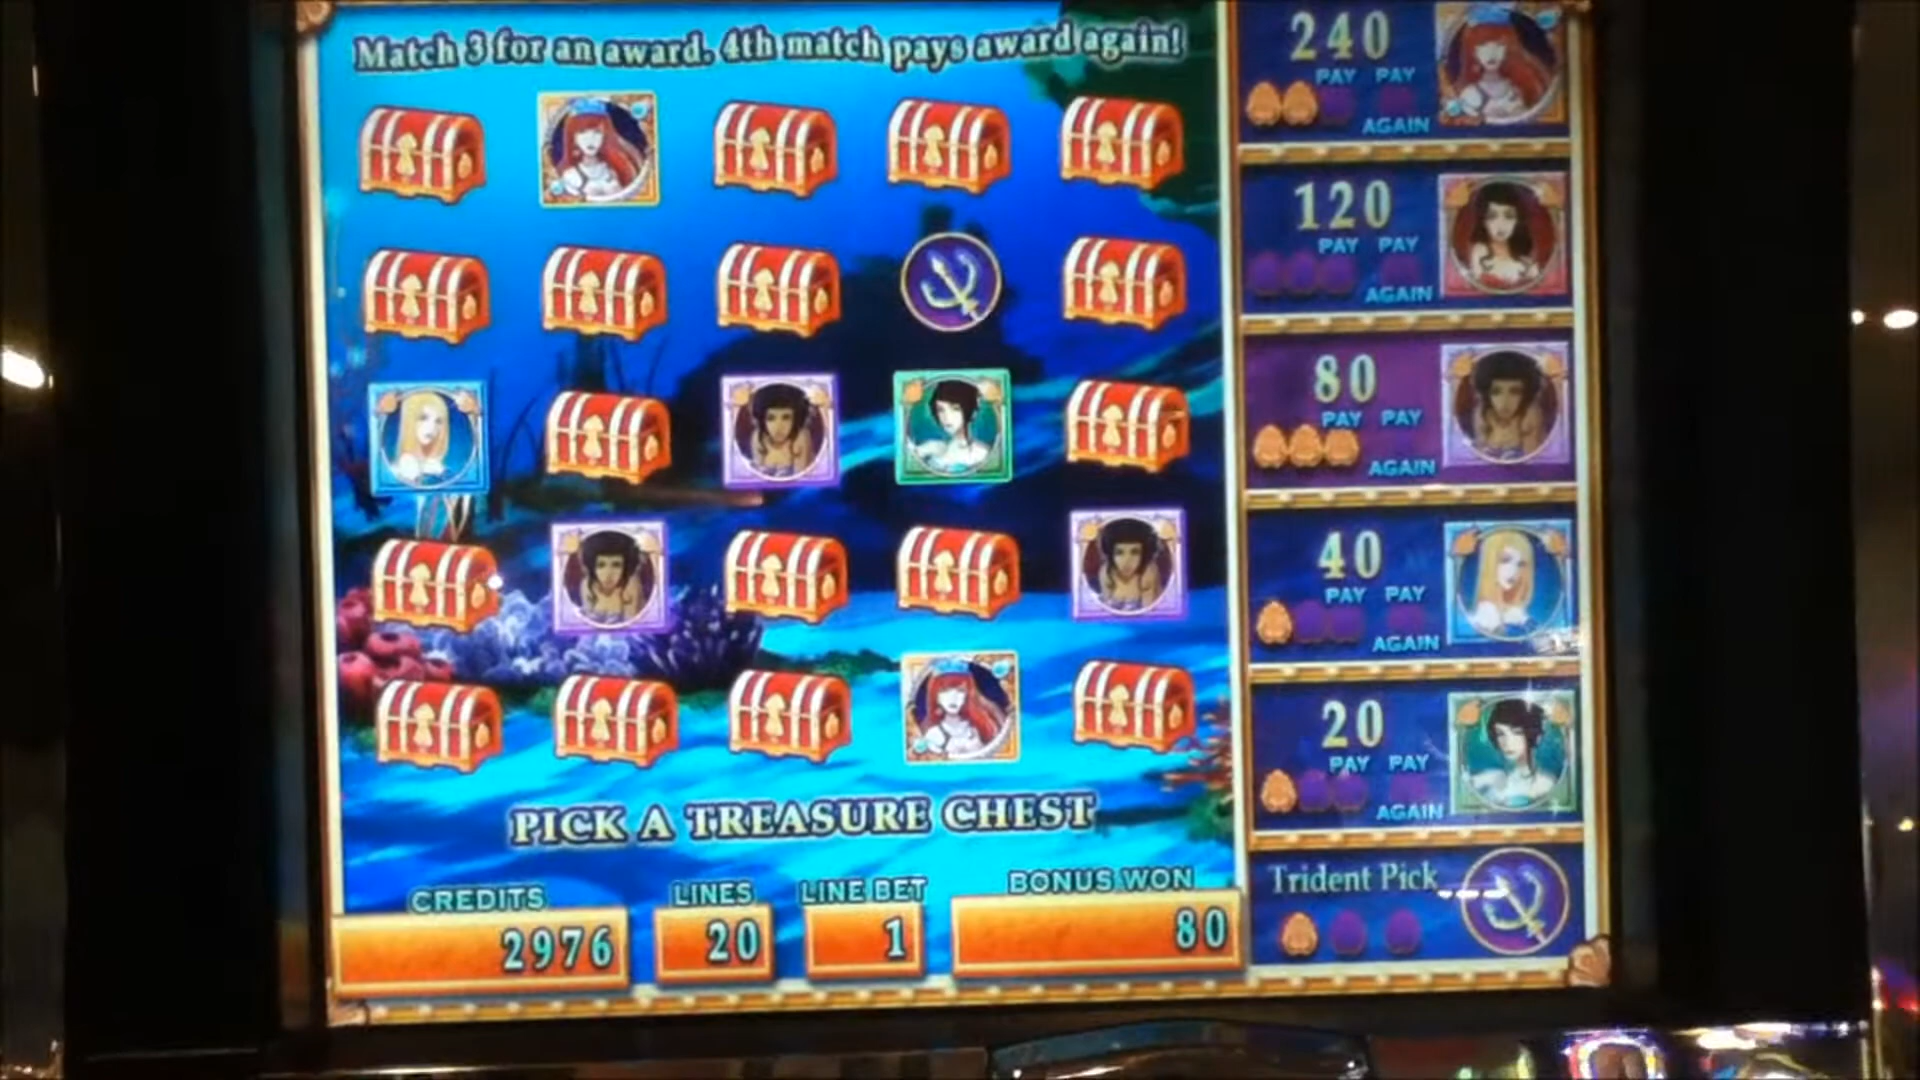 Match 3 for an award. 4th match pays award again!
240
PAY PAY
AGAIN
120
PAY PAY
AGAIN
80
PAY PAY
AGAIN
40
PAY PAY
AGAIN
20
PAY PAY
AGAIN
Trident Pick
PICK A TREASURE CHEST
CREDITS LINES LINE BET BONUS WON
2976 20 1 80